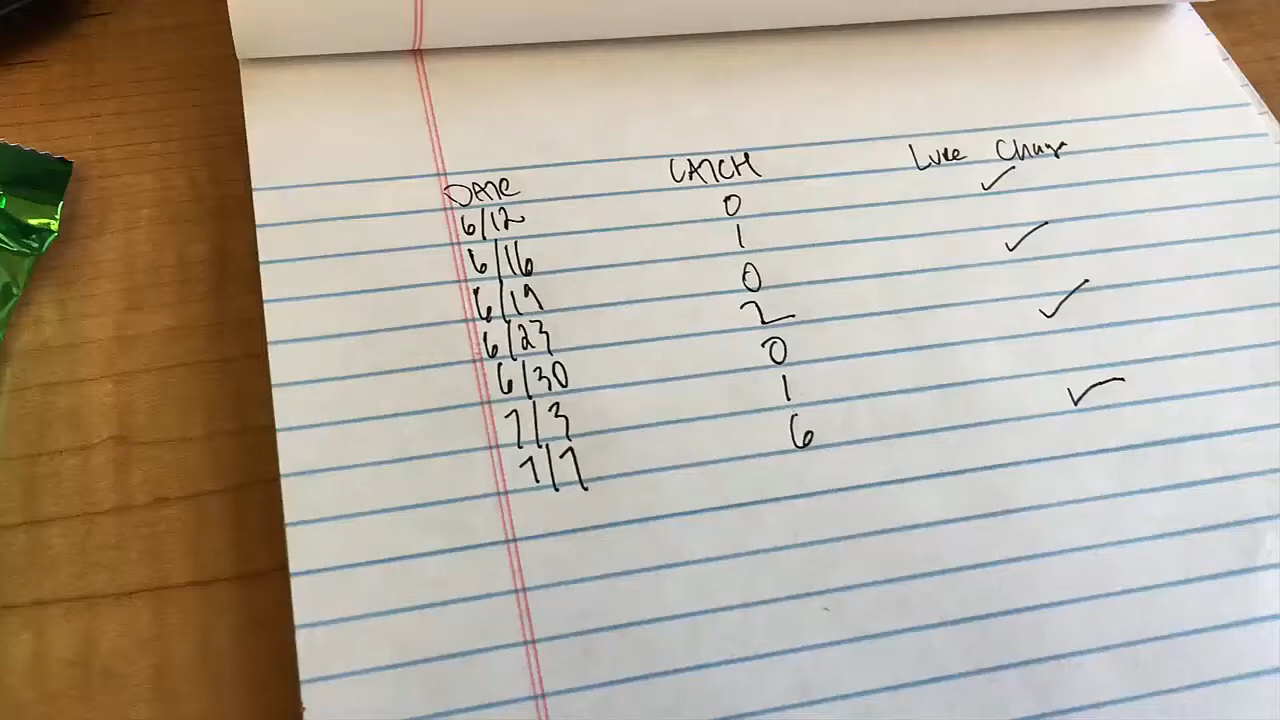 DATE CATCH Lure Change
6/12 0 ✓
6/16 1
6/19 0 ✓
6/23 2
6/30 0 ✓
7/3 1
7/7 6 ✓